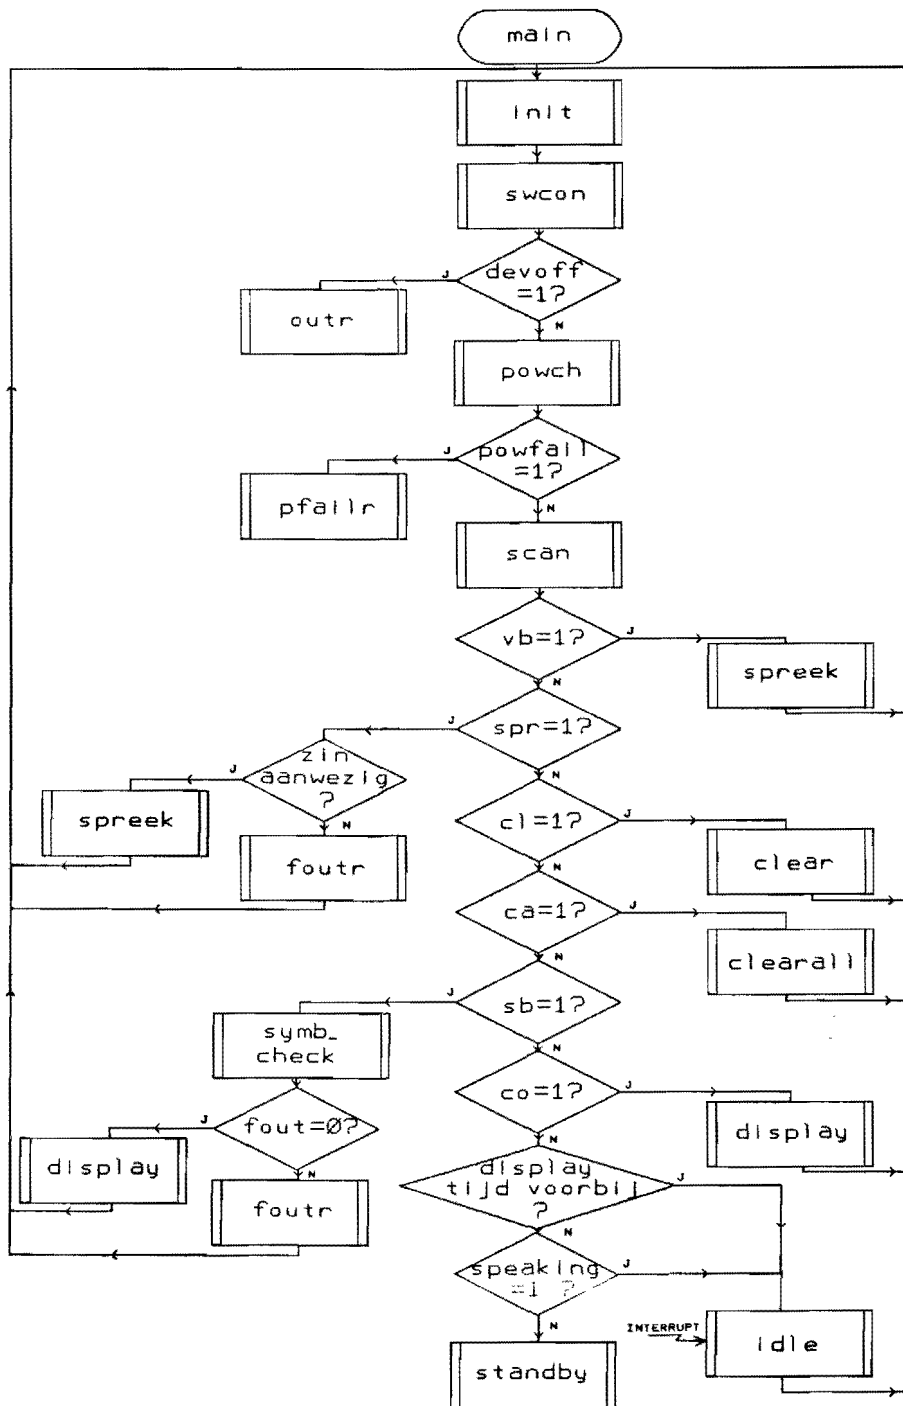 main
init
swcon
devoff
=1?
J
N
outr
powch
powfail
=1?
J
N
pfailr
scan
vb=1?
J
N
spreek
spr=1?
J
N
zin
aanwezig
?
J
N
spreek
foutr
cl=1?
J
N
clear
ca=1?
J
N
clearall
sb=1?
J
N
symb_
check
fout=0?
J
N
display
foutr
co=1?
J
N
display
display
tijd voorbij
?
J
N
speaking
=1 ?
J
N
INTERRUPT
idle
standby